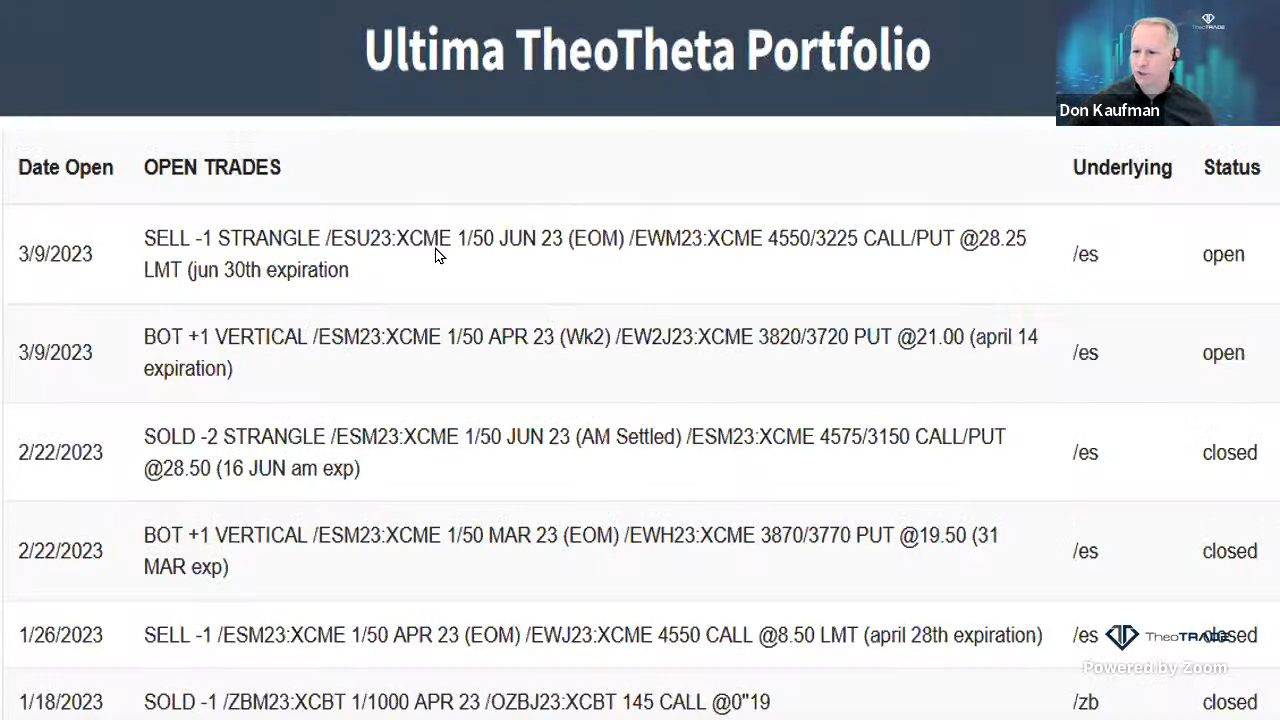 Ultima TheoTheta Portfolio
TheoTRADE
Don Kaufman
Date Open OPEN TRADES Underlying Status
3/9/2023 SELL -1 STRANGLE /ESU23:XCME 1/50 JUN 23 (EOM) /EWM23:XCME 4550/3225 CALL/PUT @28.25 /es open
LMT (jun 30th expiration
3/9/2023 BOT +1 VERTICAL /ESM23:XCME 1/50 APR 23 (Wk2) /EW2J23:XCME 3820/3720 PUT @21.00 (april 14 /es open
expiration)
2/22/2023 SOLD -2 STRANGLE /ESM23:XCME 1/50 JUN 23 (AM Settled) /ESM23:XCME 4575/3150 CALL/PUT /es closed
@28.50 (16 JUN am exp)
2/22/2023 BOT +1 VERTICAL /ESM23:XCME 1/50 MAR 23 (EOM) /EWH23:XCME 3870/3770 PUT @19.50 (31 /es closed
MAR exp)
1/26/2023 SELL -1 /ESM23:XCME 1/50 APR 23 (EOM) /EWJ23:XCME 4550 CALL @8.50 LMT (april 28th expiration) /es closed
TheoTRADE
Powered by Zoom
1/18/2023 SOLD -1 /ZBM23:XCBT 1/1000 APR 23 /OZBJ23:XCBT 145 CALL @0"19 /zb closed